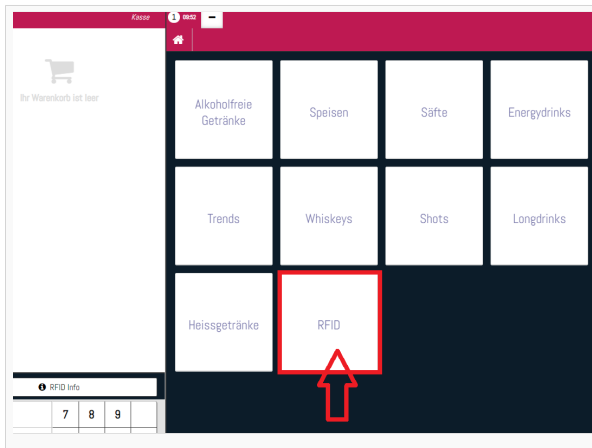 Kasse
1 09:52
Ihr Warenkorb ist leer
Alkoholfreie
Getränke
Speisen
Säfte
Energydrinks
Trends
Whiskeys
Shots
Longdrinks
Heissgetränke
RFID
RFID Info
7 8 9